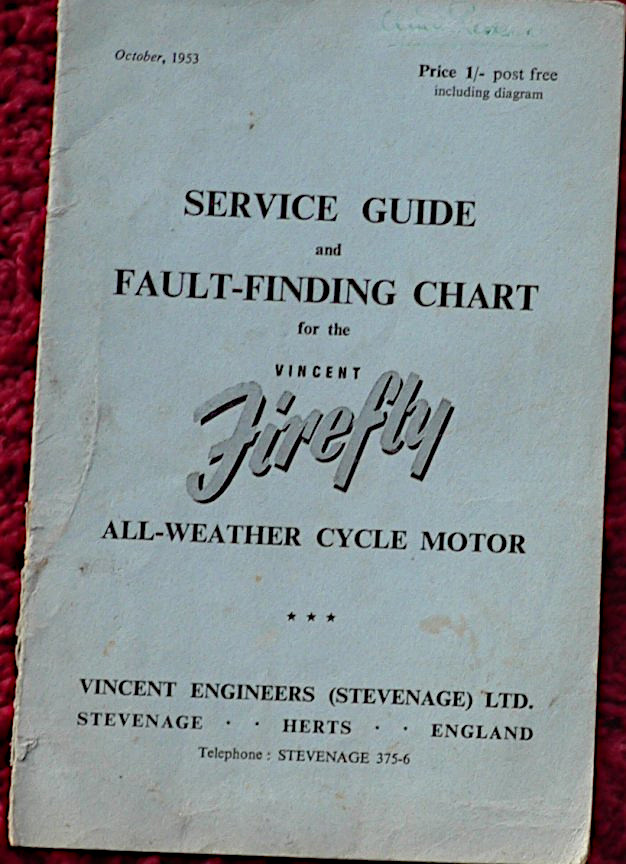 October, 1953
Price 1/- post free
including diagram
SERVICE GUIDE
and
FAULT-FINDING CHART
for the
VINCENT
Firefly
ALL-WEATHER CYCLE MOTOR
★ ★ ★
VINCENT ENGINEERS (STEVENAGE) LTD.
STEVENAGE · · HERTS · · ENGLAND
Telephone : STEVENAGE 375-6